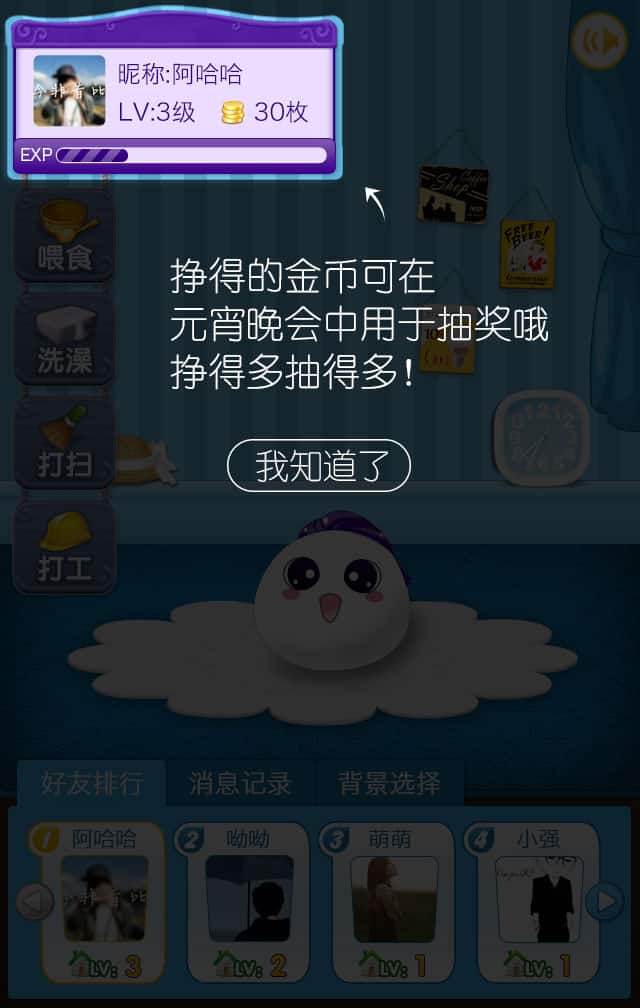 昵称:阿哈哈
LV:3级 30枚
EXP
挣得的金币可在
元宵晚会中用于抽奖哦
挣得多抽得多!
我知道了
喂食
洗澡
打扫
打工
Coffee
Shop
FREE
BEER!
好友排行 消息记录 背景选择
1 阿哈哈
LV: 3
2 呦呦
LV: 2
3 萌萌
LV: 1
4 小强
LV: 1